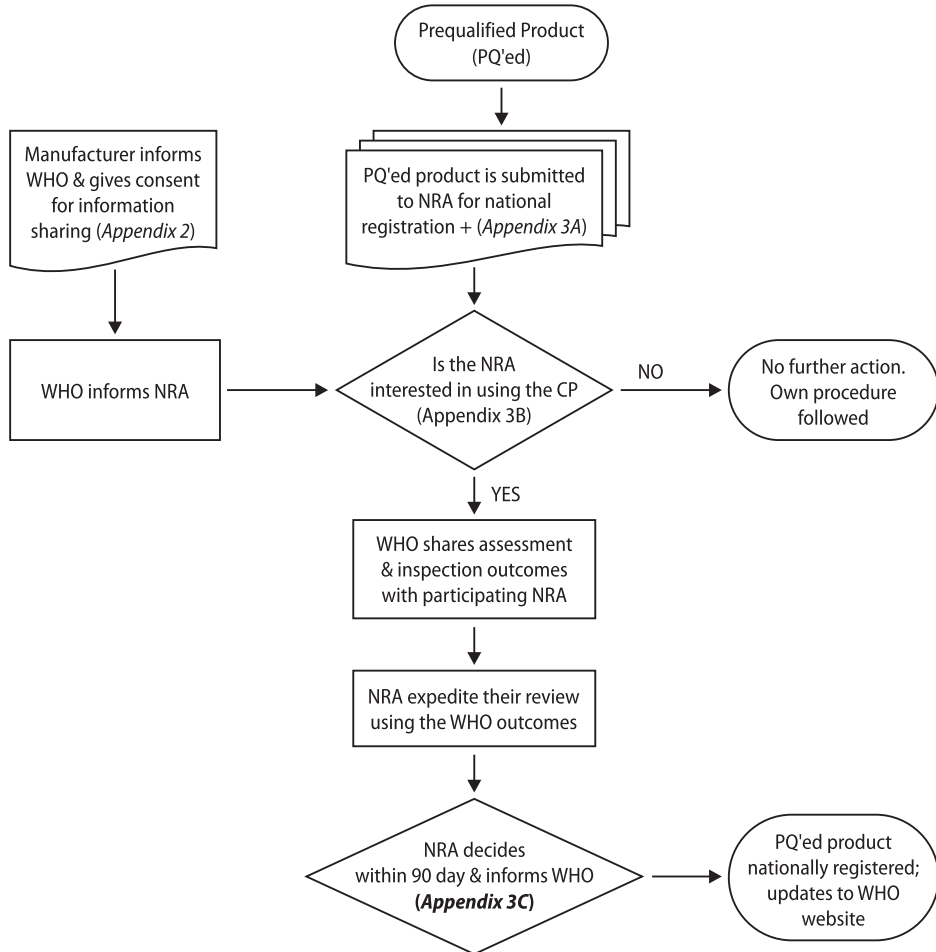 Prequalified Product
(PQ'ed)
Manufacturer informs
WHO & gives consent
for information
sharing (Appendix 2)
PQ'ed product is submitted
to NRA for national
registration + (Appendix 3A)
WHO informs NRA
Is the NRA
interested in using the CP
(Appendix 3B)
NO
No further action.
Own procedure
followed
YES
WHO shares assessment
& inspection outcomes
with participating NRA
NRA expedite their review
using the WHO outcomes
NRA decides
within 90 day & informs WHO
(Appendix 3C)
PQ'ed product
nationally registered;
updates to WHO
website